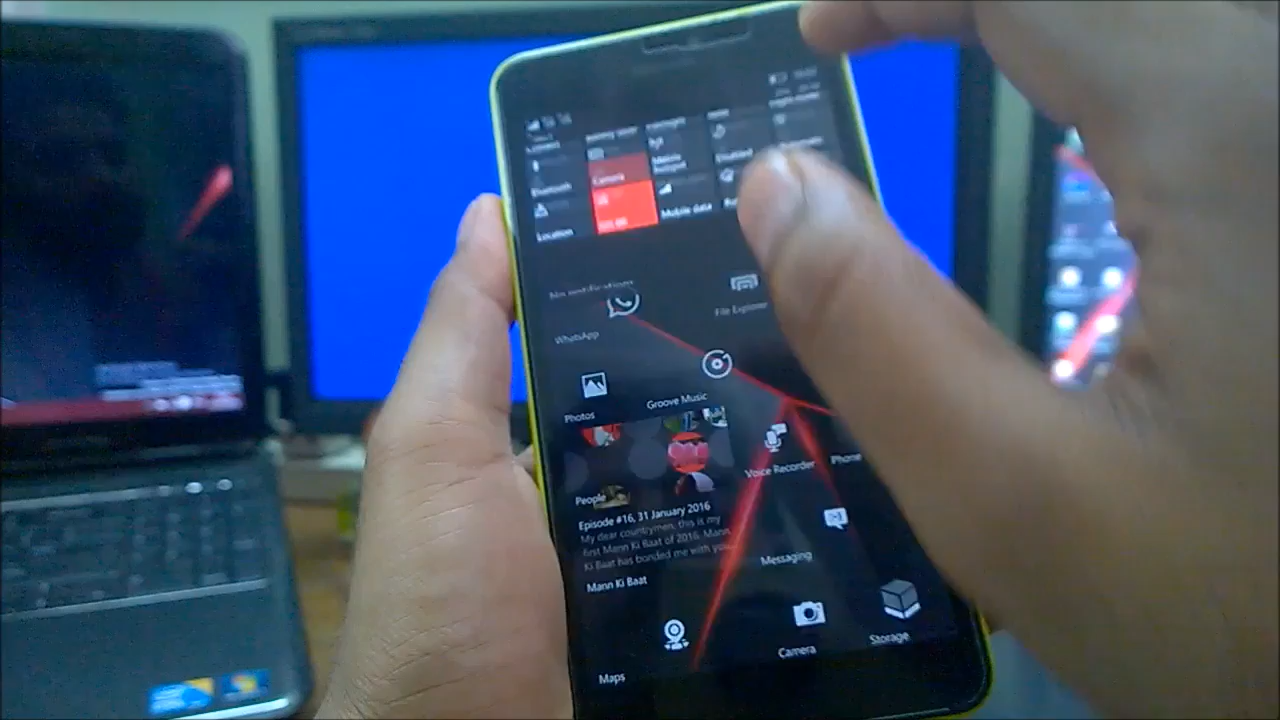 Camera
Bluetooth
Mobile data
Location
No notifications
WhatsApp
File Explorer
Photos
Groove Music
Voice Recorder
Phone
People
Episode #16, 31 January 2016
My dear countrymen, this is my
first Mann Ki Baat of 2016. Mann
Ki Baat has bonded me with you
Mann Ki Baat
Messaging
Storage
Camera
Maps